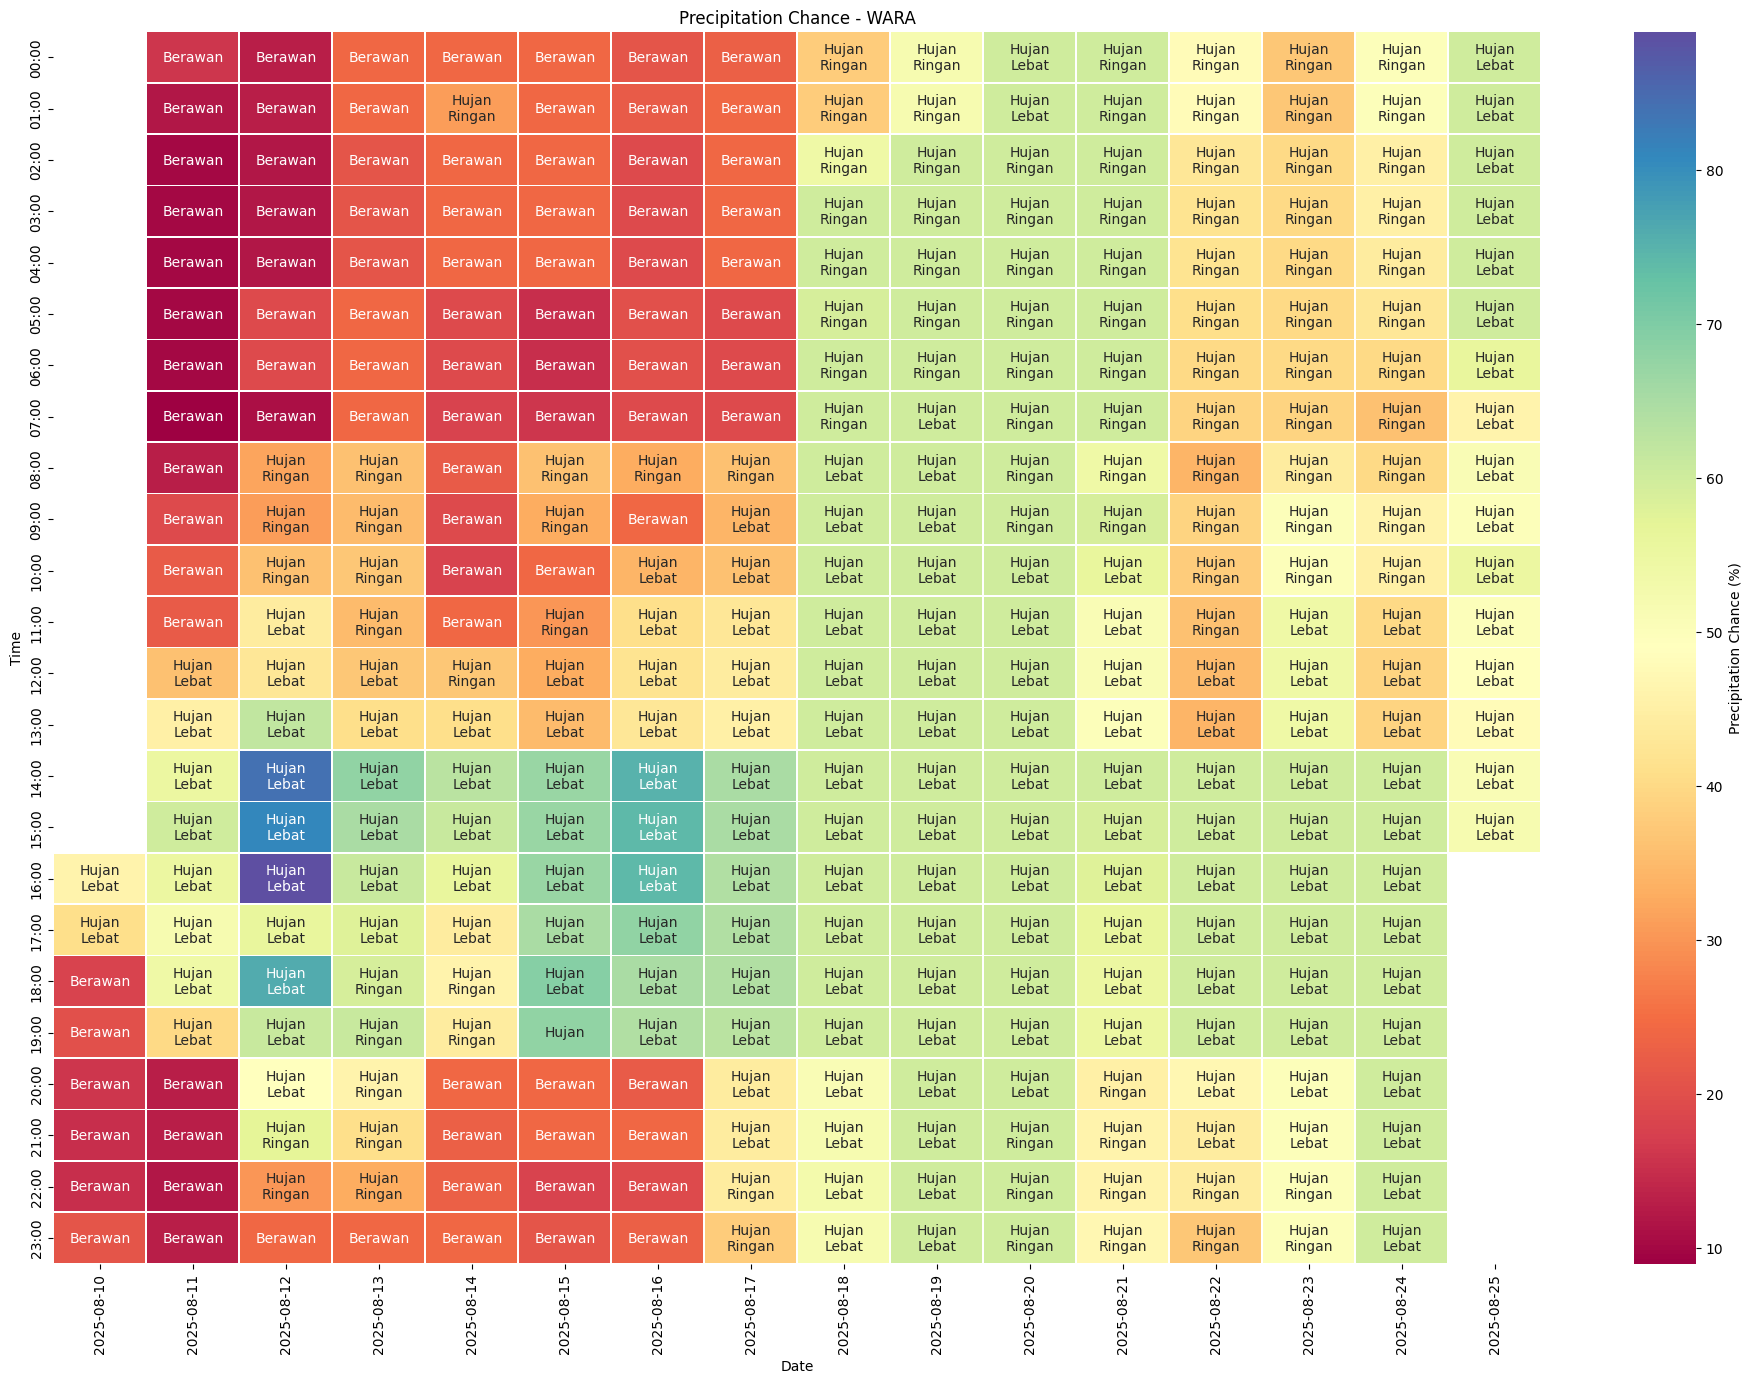 Precipitation Chance - WARA
00:00 Berawan Berawan Berawan Berawan Berawan Berawan Berawan Hujan Ringan Hujan Ringan Hujan Lebat Hujan Ringan Hujan Ringan Hujan Ringan Hujan Ringan Hujan Lebat
01:00 Berawan Berawan Berawan Hujan Ringan Berawan Berawan Berawan Hujan Ringan Hujan Ringan Hujan Lebat Hujan Ringan Hujan Ringan Hujan Ringan Hujan Ringan Hujan Lebat
02:00 Berawan Berawan Berawan Berawan Berawan Berawan Berawan Hujan Ringan Hujan Ringan Hujan Ringan Hujan Ringan Hujan Ringan Hujan Ringan Hujan Ringan Hujan Lebat
03:00 Berawan Berawan Berawan Berawan Berawan Berawan Berawan Hujan Ringan Hujan Ringan Hujan Ringan Hujan Ringan Hujan Ringan Hujan Ringan Hujan Ringan Hujan Lebat
04:00 Berawan Berawan Berawan Berawan Berawan Berawan Berawan Hujan Ringan Hujan Ringan Hujan Ringan Hujan Ringan Hujan Ringan Hujan Ringan Hujan Ringan Hujan Lebat
05:00 Berawan Berawan Berawan Berawan Berawan Berawan Berawan Hujan Ringan Hujan Ringan Hujan Ringan Hujan Ringan Hujan Ringan Hujan Ringan Hujan Ringan Hujan Lebat
06:00 Berawan Berawan Berawan Berawan Berawan Berawan Berawan Hujan Ringan Hujan Ringan Hujan Ringan Hujan Ringan Hujan Ringan Hujan Ringan Hujan Ringan Hujan Lebat
07:00 Berawan Berawan Berawan Berawan Berawan Berawan Berawan Hujan Ringan Hujan Lebat Hujan Ringan Hujan Ringan Hujan Ringan Hujan Ringan Hujan Ringan Hujan Lebat
08:00 Berawan Hujan Ringan Hujan Ringan Berawan Hujan Ringan Hujan Ringan Hujan Ringan Hujan Lebat Hujan Lebat Hujan Ringan Hujan Ringan Hujan Ringan Hujan Ringan Hujan Ringan Hujan Lebat
09:00 Berawan Hujan Ringan Hujan Ringan Berawan Hujan Ringan Berawan Hujan Lebat Hujan Lebat Hujan Lebat Hujan Ringan Hujan Ringan Hujan Ringan Hujan Ringan Hujan Ringan Hujan Lebat
10:00 Berawan Hujan Ringan Hujan Ringan Berawan Berawan Hujan Lebat Hujan Lebat Hujan Lebat Hujan Lebat Hujan Lebat Hujan Lebat Hujan Ringan Hujan Ringan Hujan Ringan Hujan Lebat
11:00 Berawan Hujan Lebat Hujan Ringan Berawan Hujan Ringan Hujan Lebat Hujan Lebat Hujan Lebat Hujan Lebat Hujan Lebat Hujan Lebat Hujan Ringan Hujan Lebat Hujan Lebat Hujan Lebat
12:00 Hujan Lebat Hujan Lebat Hujan Lebat Hujan Ringan Hujan Lebat Hujan Lebat Hujan Lebat Hujan Lebat Hujan Lebat Hujan Lebat Hujan Lebat Hujan Lebat Hujan Lebat Hujan Lebat Hujan Lebat
13:00 Hujan Lebat Hujan Lebat Hujan Lebat Hujan Lebat Hujan Lebat Hujan Lebat Hujan Lebat Hujan Lebat Hujan Lebat Hujan Lebat Hujan Lebat Hujan Lebat Hujan Lebat Hujan Lebat Hujan Lebat
14:00 Hujan Lebat Hujan Lebat Hujan Lebat Hujan Lebat Hujan Lebat Hujan Lebat Hujan Lebat Hujan Lebat Hujan Lebat Hujan Lebat Hujan Lebat Hujan Lebat Hujan Lebat Hujan Lebat Hujan Lebat
15:00 Hujan Lebat Hujan Lebat Hujan Lebat Hujan Lebat Hujan Lebat Hujan Lebat Hujan Lebat Hujan Lebat Hujan Lebat Hujan Lebat Hujan Lebat Hujan Lebat Hujan Lebat Hujan Lebat Hujan Lebat
16:00 Hujan Lebat Hujan Lebat Hujan Lebat Hujan Lebat Hujan Lebat Hujan Lebat Hujan Lebat Hujan Lebat Hujan Lebat Hujan Lebat Hujan Lebat Hujan Lebat Hujan Lebat Hujan Lebat Hujan Lebat
17:00 Hujan Lebat Hujan Lebat Hujan Lebat Hujan Lebat Hujan Lebat Hujan Lebat Hujan Lebat Hujan Lebat Hujan Lebat Hujan Lebat Hujan Lebat Hujan Lebat Hujan Lebat Hujan Lebat Hujan Lebat
18:00 Berawan Hujan Lebat Hujan Lebat Hujan Ringan Hujan Ringan Hujan Lebat Hujan Lebat Hujan Lebat Hujan Lebat Hujan Lebat Hujan Lebat Hujan Lebat Hujan Lebat Hujan Lebat Hujan Lebat
19:00 Berawan Hujan Lebat Hujan Lebat Hujan Ringan Hujan Ringan Hujan Hujan Lebat Hujan Lebat Hujan Lebat Hujan Lebat Hujan Lebat Hujan Lebat Hujan Lebat Hujan Lebat Hujan Lebat
20:00 Berawan Berawan Hujan Lebat Hujan Ringan Berawan Berawan Berawan Hujan Lebat Hujan Lebat Hujan Lebat Hujan Lebat Hujan Ringan Hujan Lebat Hujan Lebat Hujan Lebat
21:00 Berawan Berawan Hujan Ringan Hujan Ringan Berawan Berawan Berawan Hujan Lebat Hujan Lebat Hujan Lebat Hujan Ringan Hujan Ringan Hujan Lebat Hujan Lebat Hujan Lebat
22:00 Berawan Berawan Hujan Ringan Hujan Ringan Berawan Berawan Berawan Hujan Ringan Hujan Lebat Hujan Lebat Hujan Ringan Hujan Ringan Hujan Ringan Hujan Ringan Hujan Lebat
23:00 Berawan Berawan Berawan Berawan Berawan Berawan Berawan Hujan Ringan Hujan Lebat Hujan Lebat Hujan Ringan Hujan Ringan Hujan Ringan Hujan Ringan Hujan Lebat
Time
2025-08-10 2025-08-11 2025-08-12 2025-08-13 2025-08-14 2025-08-15 2025-08-16 2025-08-17 2025-08-18 2025-08-19 2025-08-20 2025-08-21 2025-08-22 2025-08-23 2025-08-24 2025-08-25
Date
80
70
60
50
40
30
20
10
Precipitation Chance (%)